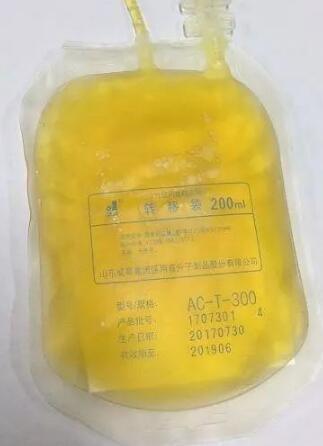 转移袋 200ml
山东威高集团医用高分子制品股份有限公司
型号/规格: AC-T-300
产品批号: 1707301 4
生产日期: 20170730
有效期至: 201906